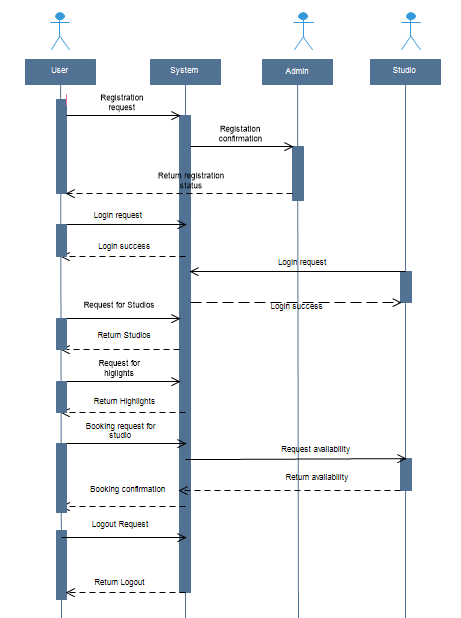 User
System
Admin
Studio
Registration
request
Registation
confirmation
Return registration
status
Login request
Login success
Login request
Login success
Request for Studios
Return Studios
Request for
higlights
Return Highlights
Booking request for
studio
Request availability
Return availability
Booking confirmation
Logout Request
Return Logout